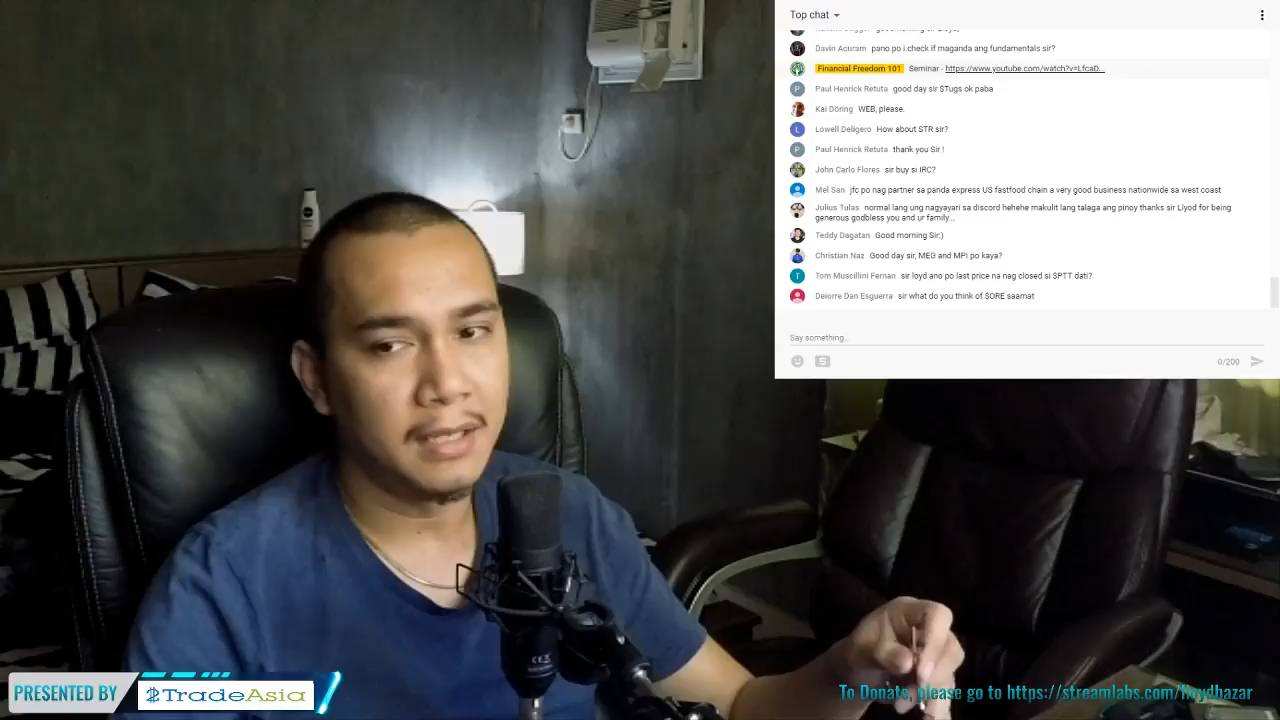 Top chat
Davin Acuram pano po i.check if maganda ang fundamentals sir?
Financial Freedom 101 Seminar - https://www.youtube.com/watch?v=LfcaD...
Paul Henrick Retuta good day sir $Tugs ok paba
Kai Döring WEB, please.
Lowell Deligero How about STR sir?
Paul Henrick Retuta thank you Sir !
John Carlo Flores sir buy si IRC?
Mel San jfc po nag partner sa panda express US fastfood chain a very good business nationwide sa west coast
Julius Tulas normal lang ung nagyayari sa discord hehehe makulit lang talaga ang pinoy thanks sir Llyod for being
generous godbless you and ur family...
Teddy Dagatan Good morning Sir:)
Christian Naz Good day sir, MEG and MPI po kaya?
Tom Muscillini Fernan sir loyd ano po last price na nag closed si $PTT dati?
Deiorre Dan Esguerra sir what do you think of $ORE saamat
Say something...
0/200
PRESENTED BY
$TradeAsia
To Donate, please go to https://streamlabs.com/lloydbazar